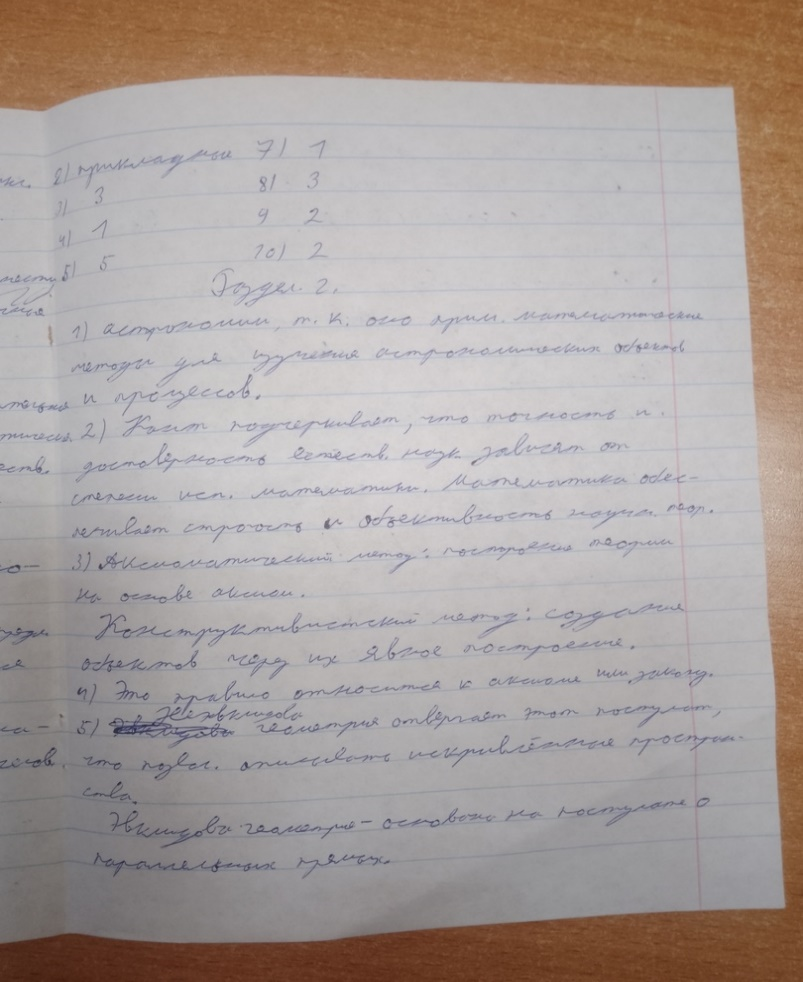 2) прикладные 7) 1
3) 3 8) 3
4) 1 9 2
5) 5 10) 2
Раздел 2.
1) астрономии, т. к. оно прим. математические
методы для изучения астрономических объектов
и процессов.
2) Кант подчеркивает, что точность и
достоверность естеств. наук зависят от
степени исп. математики. Математика обес-
печивает строгость и объективность научн. теор.
3) Аксиоматический метод: построение теории
на основе аксиом.
Конструктивистский метод: создание
объектов через их явное построение.
4) Это правило относится к аксиоме или закону.
5) Неэвклидова геометрия отвергает этот постулат,
что позвл. описывать искривлённые простран-
ства.
Эвклидова геометрия - основана на постулате о
параллельных прямых.